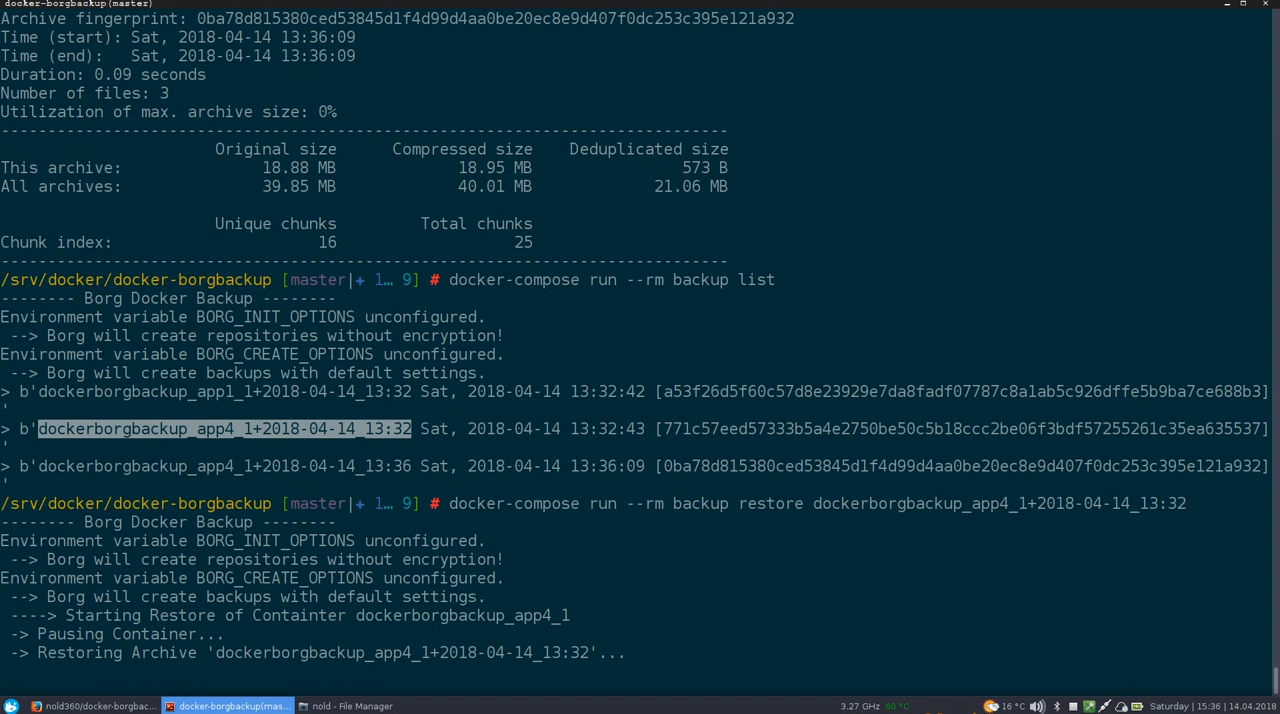 docker-borgbackup(master)
Archive fingerprint: 0ba78d815380ced53845d1f4d99d4aa0be20ec8e9d407f0dc253c395e121a932
Time (start): Sat, 2018-04-14 13:36:09
Time (end):   Sat, 2018-04-14 13:36:09
Duration: 0.09 seconds
Number of files: 3
Utilization of max. archive size: 0%
------------------------------------------------------------------------------
                       Original size      Compressed size    Deduplicated size
This archive:               18.88 MB             18.95 MB                573 B
All archives:               39.85 MB             40.01 MB             21.06 MB
                       Unique chunks         Total chunks
Chunk index:                      16                   25
------------------------------------------------------------------------------
/srv/docker/docker-borgbackup [master|+ 1… 9] # docker-compose run --rm backup list
-------- Borg Docker Backup --------
Environment variable BORG_INIT_OPTIONS unconfigured.
 --> Borg will create repositories without encryption!
Environment variable BORG_CREATE_OPTIONS unconfigured.
 --> Borg will create backups with default settings.
> b'dockerborgbackup_app1_1+2018-04-14_13:32 Sat, 2018-04-14 13:32:42 [a53f26d5f60c57d8e23929e7da8fadf07787c8a1ab5c926dffe5b9ba7ce688b3]
'
> b'dockerborgbackup_app4_1+2018-04-14_13:32 Sat, 2018-04-14 13:32:43 [771c57eed57333b5a4e2750be50c5b18ccc2be06f3bdf57255261c35ea635537]
'
> b'dockerborgbackup_app4_1+2018-04-14_13:36 Sat, 2018-04-14 13:36:09 [0ba78d815380ced53845d1f4d99d4aa0be20ec8e9d407f0dc253c395e121a932]
'
/srv/docker/docker-borgbackup [master|+ 1… 9] # docker-compose run --rm backup restore dockerborgbackup_app4_1+2018-04-14_13:32
-------- Borg Docker Backup --------
Environment variable BORG_INIT_OPTIONS unconfigured.
 --> Borg will create repositories without encryption!
Environment variable BORG_CREATE_OPTIONS unconfigured.
 --> Borg will create backups with default settings.
 ----> Starting Restore of Containter dockerborgbackup_app4_1
 -> Pausing Container...
 -> Restoring Archive 'dockerborgbackup_app4_1+2018-04-14_13:32'...
nold360/docker-borgbac... docker-borgbackup(mas... nold - File Manager 3.27 GHz 60 °C 16 °C Saturday | 15:36 | 14.04.2018